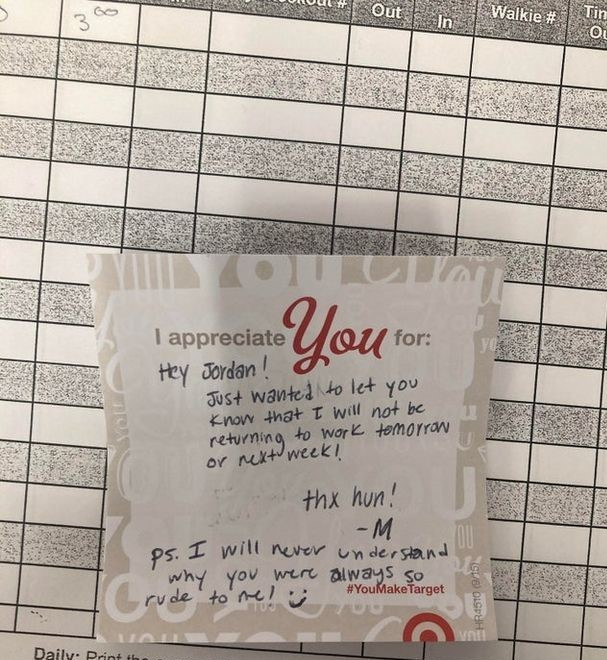 3⁰⁰
Out
In
Walkie #
I appreciate You for:
Hey Jordan!
Just wanted to let you
know that I will not be
returning to work tomorrow
or next week!
thx hun!
-M
Ps. I will never understand
why you were always so
rude to me! :)
#YouMakeTarget
Daily: Print the